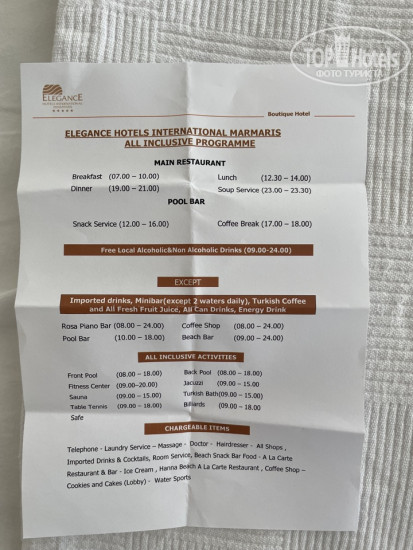 TOPHotels
ФОТО ТУРИСТА
ELEGANCE
HOTELS INTERNATIONAL
MARMARIS
Boutique Hotel
ELEGANCE HOTELS INTERNATIONAL MARMARIS
ALL INCLUSIVE PROGRAMME
MAIN RESTAURANT
Breakfast (07.00 – 10.00) Lunch (12.30 – 14.00)
Dinner (19.00 – 21.00) Soup Service (23.00 – 23.30)
POOL BAR
Snack Service (12.00 – 16.00) Coffee Break (17.00 – 18.00)
Free Local Alcoholic&Non Alcoholic Drinks (09.00-24.00)
EXCEPT
Imported drinks, Minibar(except 2 waters daily), Turkish Coffee
and All Fresh Fruit Juice, All Can Drinks, Energy Drink
Rosa Piano Bar (08.00 – 24.00) Coffee Shop (08.00 – 24.00)
Pool Bar (10.00 – 18.00) Beach Bar (09.00 – 24.00)
ALL INCLUSIVE ACTIVITIES
Front Pool (08.00 – 18.00) Back Pool (08.00 – 18.00)
Fitness Center (09.00–20.00) Jacuzzi (09.00 – 15.00
Sauna (09.00 – 15.00) Turkish Bath(09.00 – 15.00)
Table Tennis (09.00 – 18.00) Billiards (09.00 – 18.00
Safe
CHARGEABLE ITEMS
Telephone - Laundry Service – Massage - Doctor - Hairdresser - All Shops ,
Imported Drinks & Cocktails, Room Service, Beach Snack Bar Food - A La Carte
Restaurant & Bar - Ice Cream , Hanna Beach A La Carte Restaurant , Coffee Shop –
Cookies and Cakes (Lobby) - Water Sports